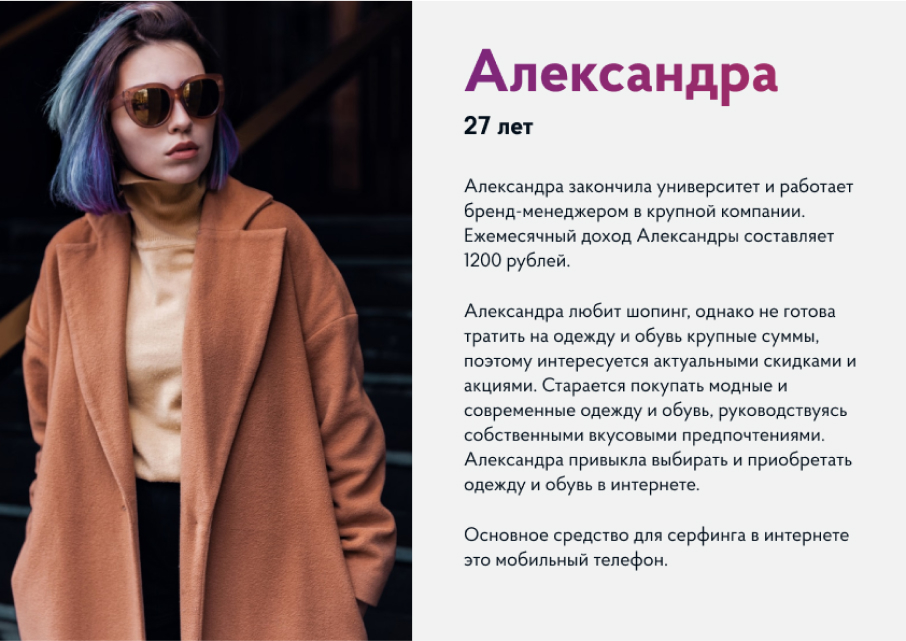 Александра
27 лет
Александра закончила университет и работает
бренд-менеджером в крупной компании.
Ежемесячный доход Александры составляет
1200 рублей.
Александра любит шопинг, однако не готова
тратить на одежду и обувь крупные суммы,
поэтому интересуется актуальными скидками и
акциями. Старается покупать модные и
современные одежду и обувь, руководствуясь
собственными вкусовыми предпочтениями.
Александра привыкла выбирать и приобретать
одежду и обувь в интернете.
Основное средство для серфинга в интернете
это мобильный телефон.